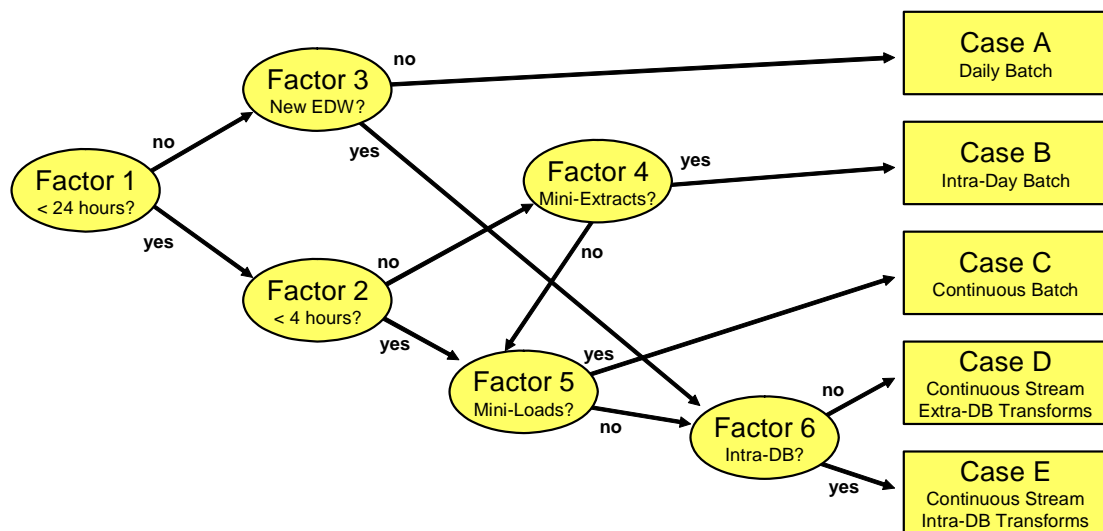 Case A
Daily Batch
no
Factor 3
New EDW?
no
yes
Factor 4
Mini-Extracts?
yes
Case B
Intra-Day Batch
Factor 1
< 24 hours?
yes
no
no
Factor 2
< 4 hours?
yes
Case C
Continuous Batch
yes
Factor 5
Mini-Loads?
no
Case D
Continuous Stream
Extra-DB Transforms
no
Factor 6
Intra-DB?
yes
Case E
Continuous Stream
Intra-DB Transforms